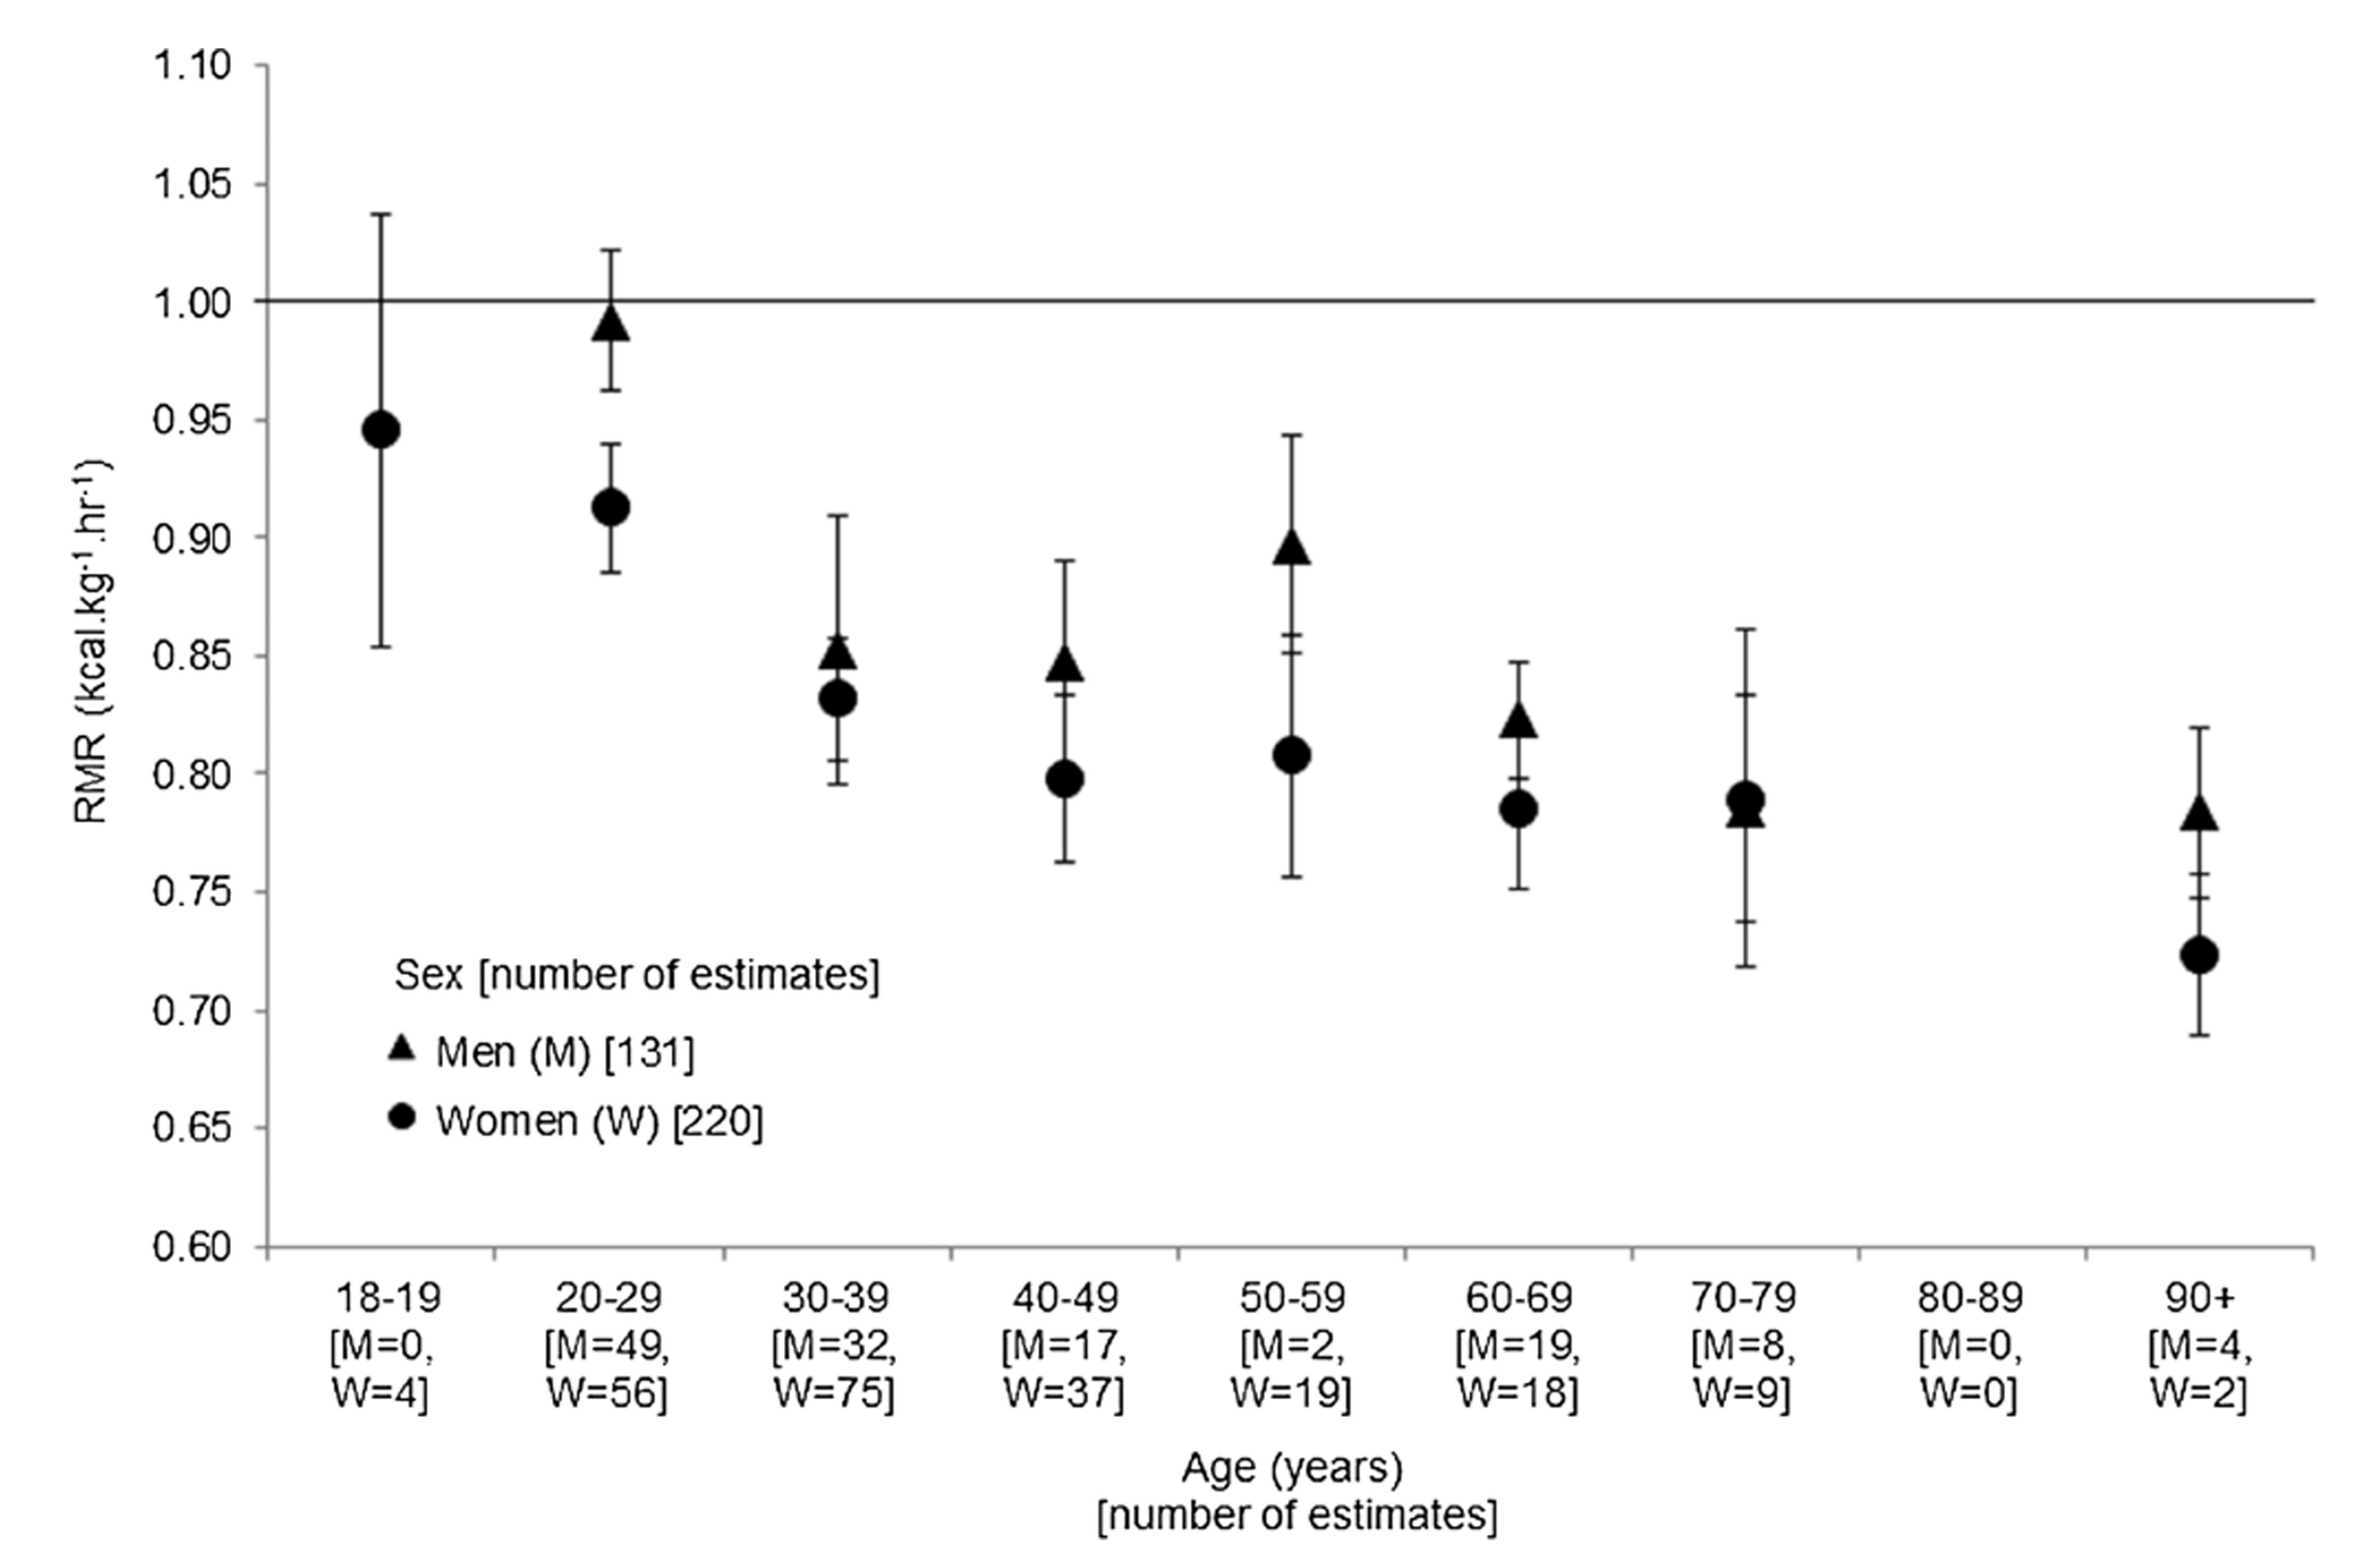 1.10
1.05
1.00
0.95
0.90
0.85
0.80
0.75
0.70
0.65
0.60
RMR (kcal.kg⁻¹.hr⁻¹)
Sex [number of estimates]
Men (M) [131]
Women (W) [220]
18-19 20-29 30-39 40-49 50-59 60-69 70-79 80-89 90+
[M=0, [M=49, [M=32, [M=17, [M=2, [M=19, [M=8, [M=0, [M=4,
W=4] W=56] W=75] W=37] W=19] W=18] W=9] W=0] W=2]
Age (years)
[number of estimates]